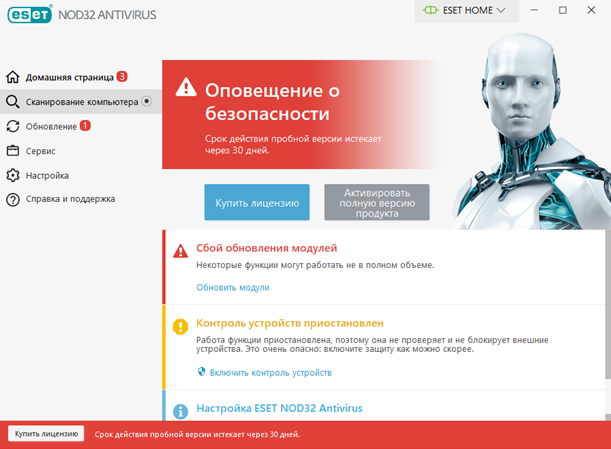 eset NOD32 ANTIVIRUS
ESET HOME
Домашняя страница 3
Сканирование компьютера
Обновление 1
Сервис
Настройка
Справка и поддержка
Оповещение о
безопасности
Срок действия пробной версии истекает
через 30 дней.
Купить лицензию
Активировать
полную версию
продукта
Сбой обновления модулей
Некоторые функции могут работать не в полном объеме.
Обновить модули
Контроль устройств приостановлен
Работа функции приостановлена, поэтому она не проверяет и не блокирует внешние
устройства. Это очень опасно: включите защиту как можно скорее.
Включить контроль устройств
Настройка ESET NOD32 Antivirus
Купить лицензию
Срок действия пробной версии истекает через 30 дней.